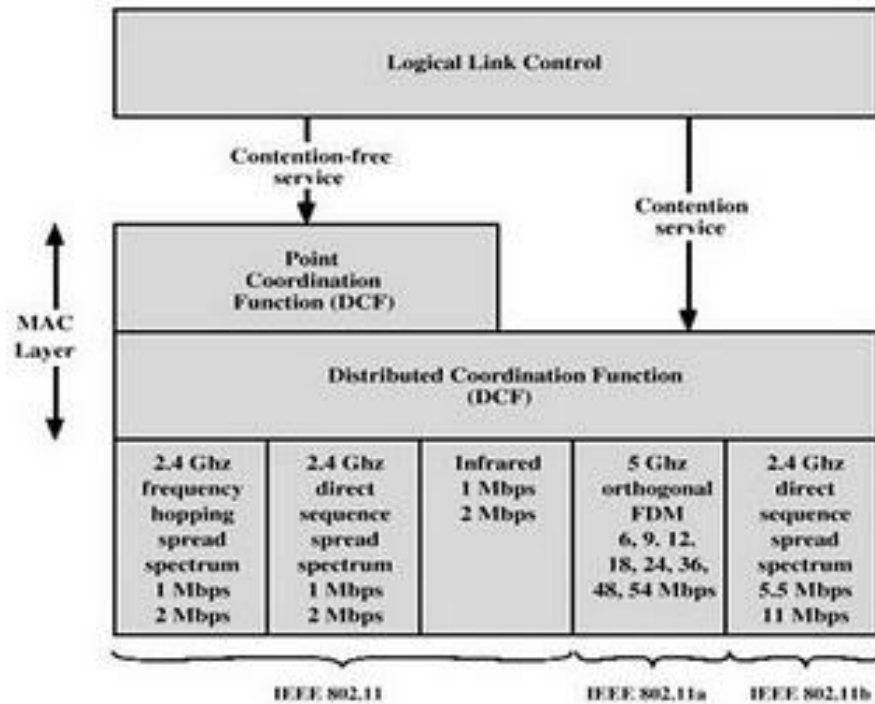 Logical Link Control
Contention-free
service
Contention
service
Point
Coordination
Function (DCF)
MAC
Layer
Distributed Coordination Function
(DCF)
2.4 Ghz
frequency
hopping
spread
spectrum
1 Mbps
2 Mbps
2.4 Ghz
direct
sequence
spread
spectrum
1 Mbps
2 Mbps
Infrared
1 Mbps
2 Mbps
5 Ghz
orthogonal
FDM
6, 9. 12.
18, 24, 36,
48, 54 Mbps
2.4 Ghz
direct
sequence
spread
spectrum
5.5 Mbps
11 Mbps
IEEE 802.11
IEEE 802.11a
IEEE 802.11b